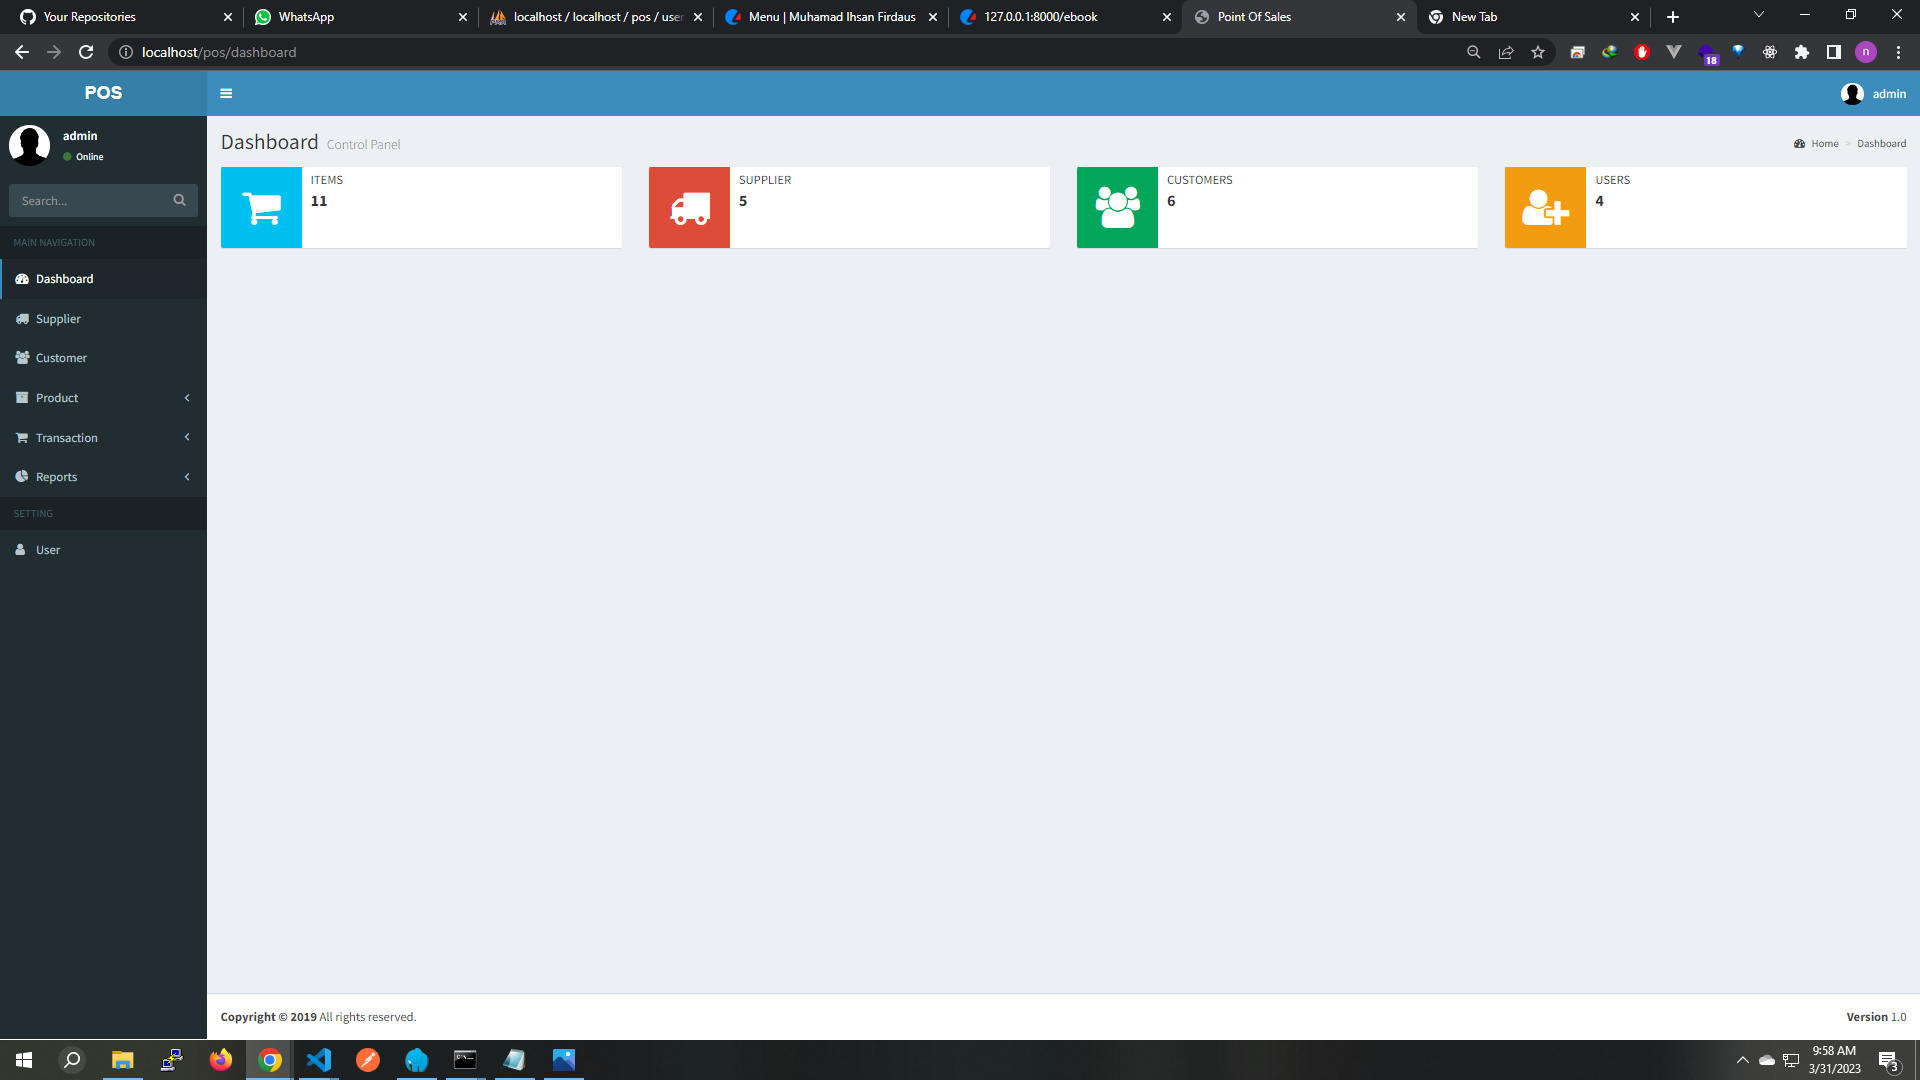 Your Repositories
WhatsApp
localhost / localhost / pos / user
Menu | Muhamad Ihsan Firdaus
127.0.0.1:8000/ebook
Point Of Sales
New Tab
localhost/pos/dashboard
18
n
POS
admin
admin
Online
Search...
MAIN NAVIGATION
Dashboard
Supplier
Customer
Product
Transaction
Reports
SETTING
User
Dashboard Control Panel
Home > Dashboard
ITEMS
11
SUPPLIER
5
CUSTOMERS
6
USERS
4
Copyright © 2019 All rights reserved.
Version 1.0
9:58 AM
3/31/2023
3